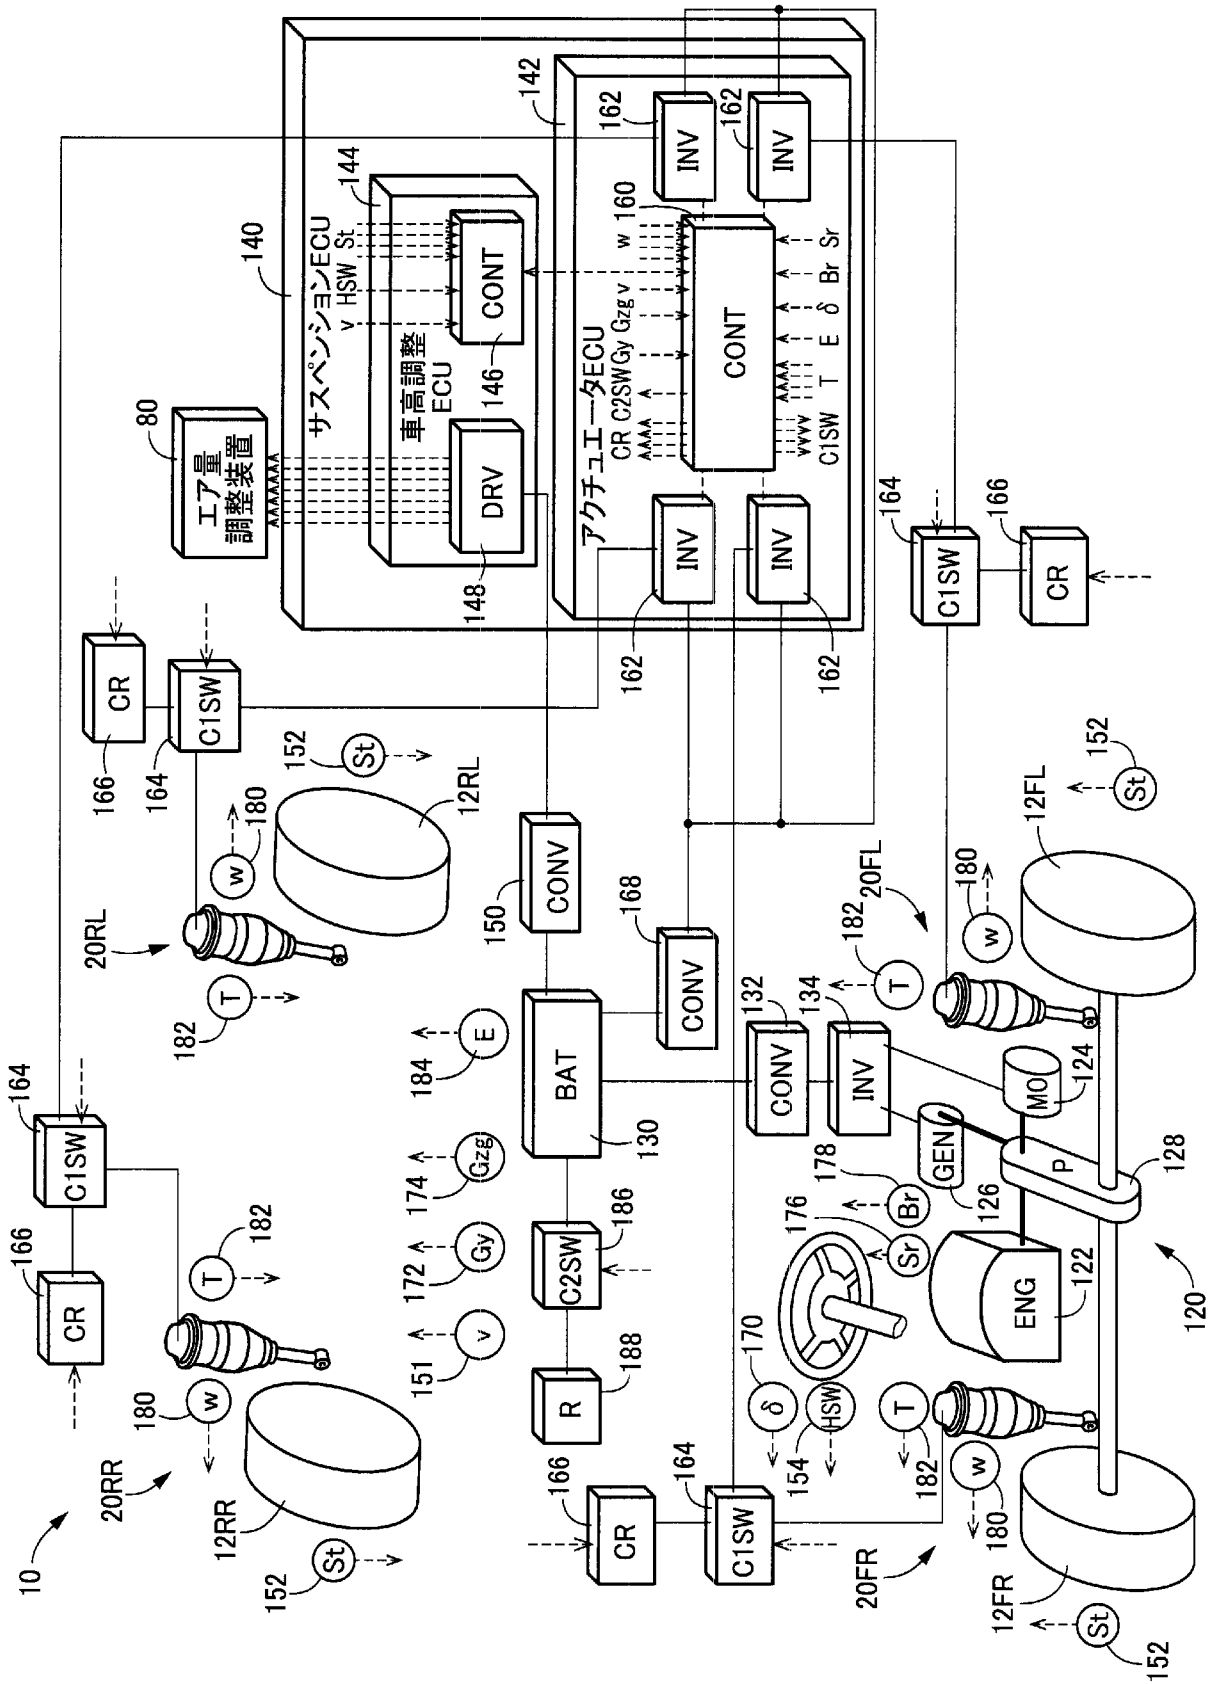 10
166
164
CR
C1SW
20RR
20RL
166
CR
180
164
80
182
T
w
12RR
182
T
w
180
C1SW
エア量
調整装置
152
St
12RL
152
St
140
サスペンションECU
v
HSW
St
144
車高調整
ECU
151
v
172
Gy
174
Gzg
184
E
148
DRV
146
CONT
150
CONV
BAT
130
142
166
CR
R
188
C2SW
186
168
CONV
アクチュエータECU
162
INV
CR
C2SW
Gy
Gzg
v
w
160
162
INV
CONT
164
C1SW
170
δ
132
CONV
162
INV
162
INV
154
HSW
176
Sr
178
Br
134
INV
C1SW
T
E
δ
Br
Sr
20FR
182
T
182
T
20FL
164
C1SW
GEN
126
180
w
180
w
166
CR
12FR
ENG
122
P
MO
124
12FL
152
St
152
St
120
128